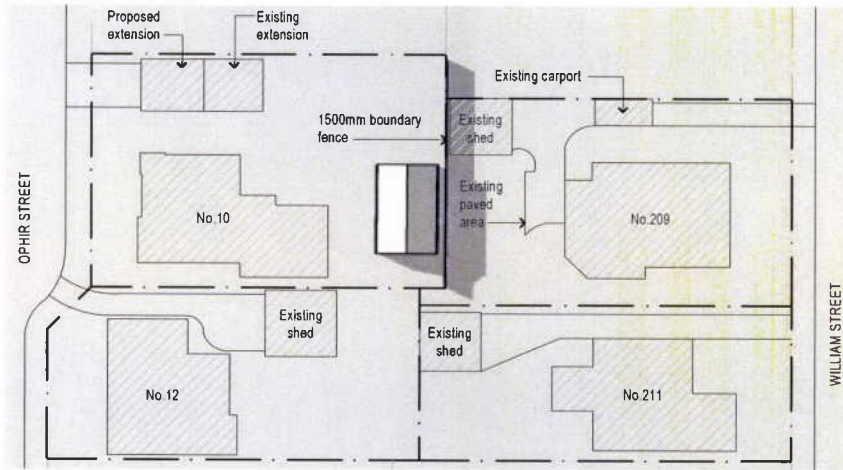 Proposed
extension
Existing
extension
Existing carport
1500mm boundary
fence
Existing
shed
Existing
paved
area
No.10
No.209
OPHIR STREET
WILLIAM STREET
Existing
shed
Existing
shed
No.12
No.211